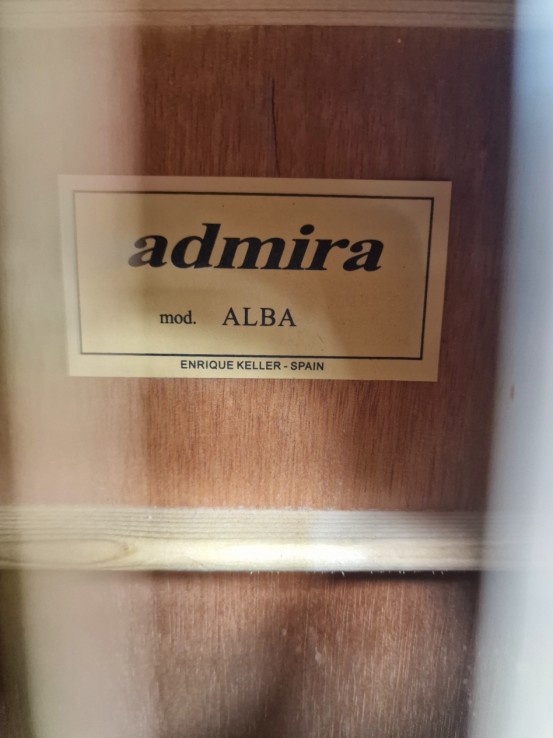 admira
mod. ALBA
ENRIQUE KELLER - SPAIN